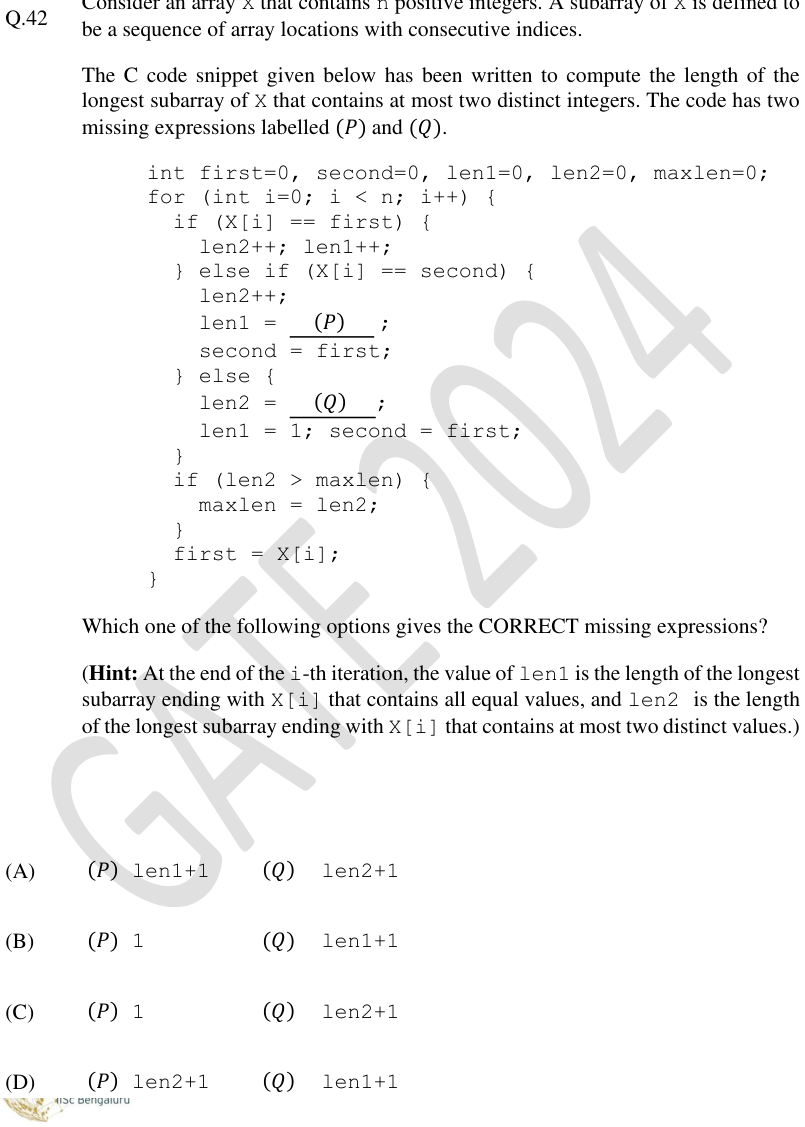 Q.42
Consider an array X that contains n positive integers. A subarray of X is defined to
be a sequence of array locations with consecutive indices.
The C code snippet given below has been written to compute the length of the
longest subarray of X that contains at most two distinct integers. The code has two
missing expressions labelled (P) and (Q).
int first=0, second=0, len1=0, len2=0, maxlen=0;
for (int i=0; i < n; i++) {
if (X[i] == first) {
len2++; len1++;
} else if (X[i] == second) {
len2++;
len1 = (P) ;
second = first;
} else {
len2 = (Q) ;
len1 = 1; second = first;
}
if (len2 > maxlen) {
maxlen = len2;
}
first = X[i];
}
Which one of the following options gives the CORRECT missing expressions?
(Hint: At the end of the i-th iteration, the value of len1 is the length of the longest
subarray ending with X[i] that contains all equal values, and len2 is the length
of the longest subarray ending with X[i] that contains at most two distinct values.)
(A) (P) len1+1 (Q) len2+1
(B) (P) 1 (Q) len1+1
(C) (P) 1 (Q) len2+1
(D) (P) len2+1 (Q) len1+1
IISc Bengaluru
GATE 2024